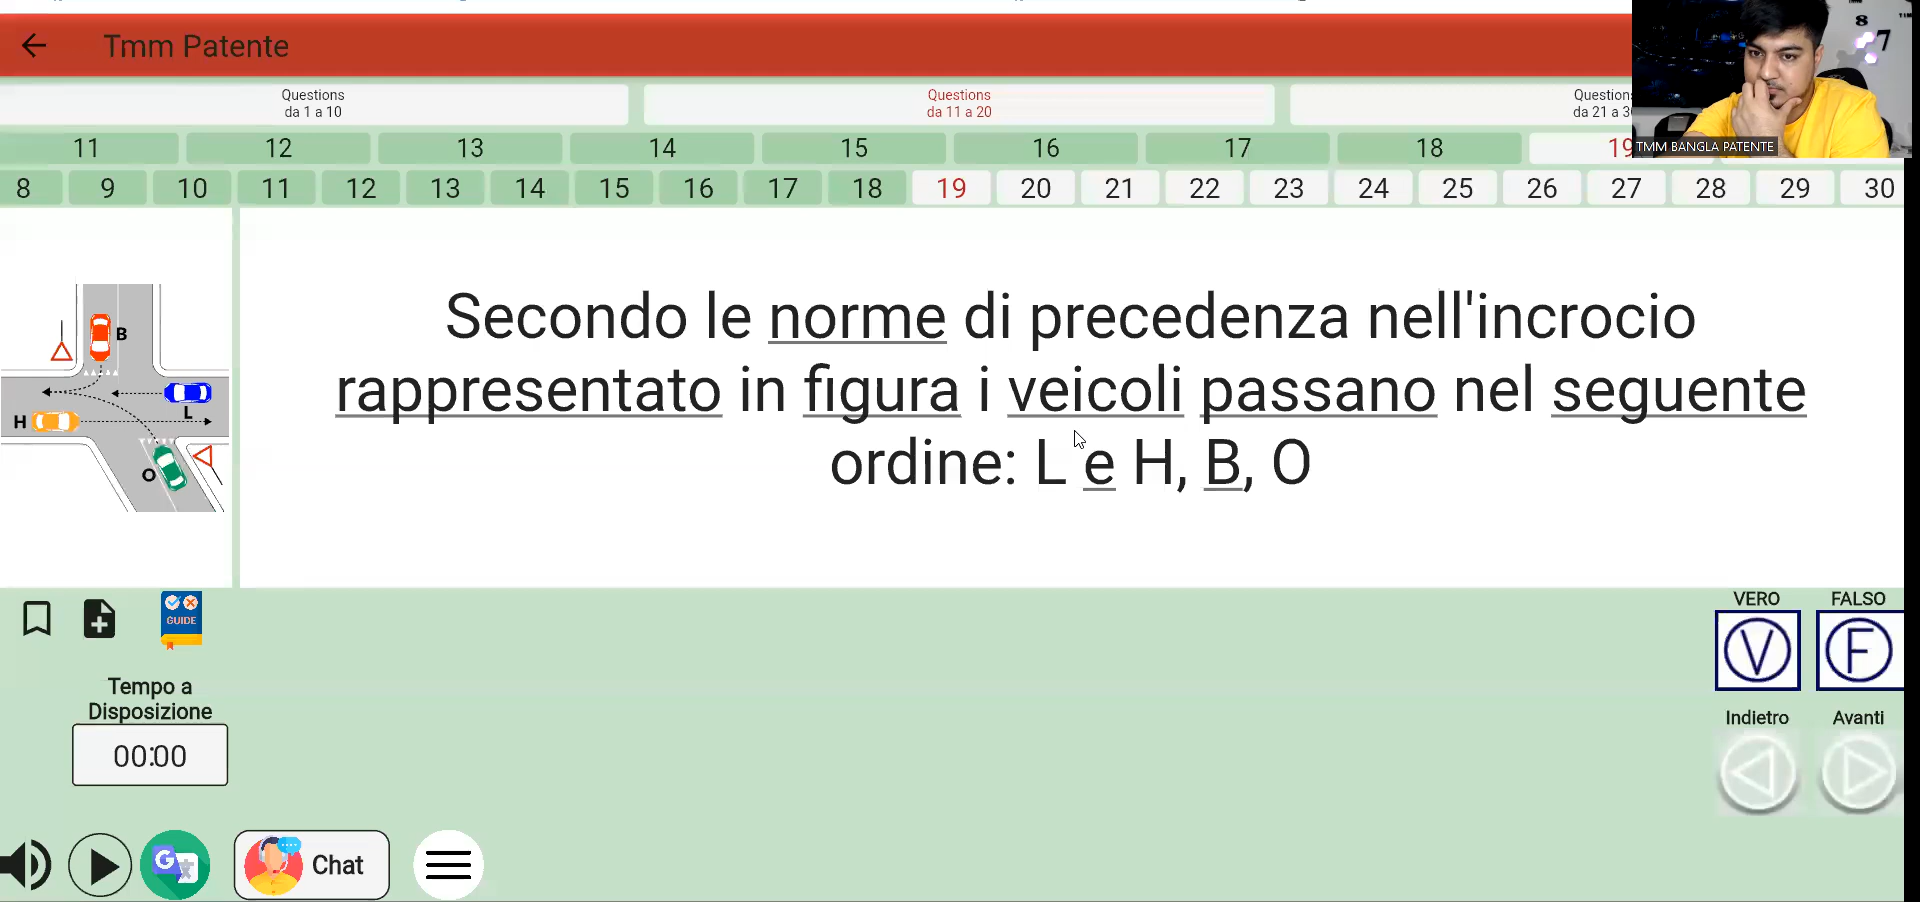 Tmm Patente
8
7
TMM BANGLA PATENTE
Questions
da 1 a 10
Questions
da 11 a 20
Questions
da 21 a 30
11 12 13 14 15 16 17 18 19
8 9 10 11 12 13 14 15 16 17 18 19 20 21 22 23 24 25 26 27 28 29 30
B
L
H
O
Secondo le norme di precedenza nell'incrocio
rappresentato in figura i veicoli passano nel seguente
ordine: L e H, B, O
GUIDE
VERO FALSO
V F
Tempo a
Disposizione
00:00
Indietro Avanti
G
Chat